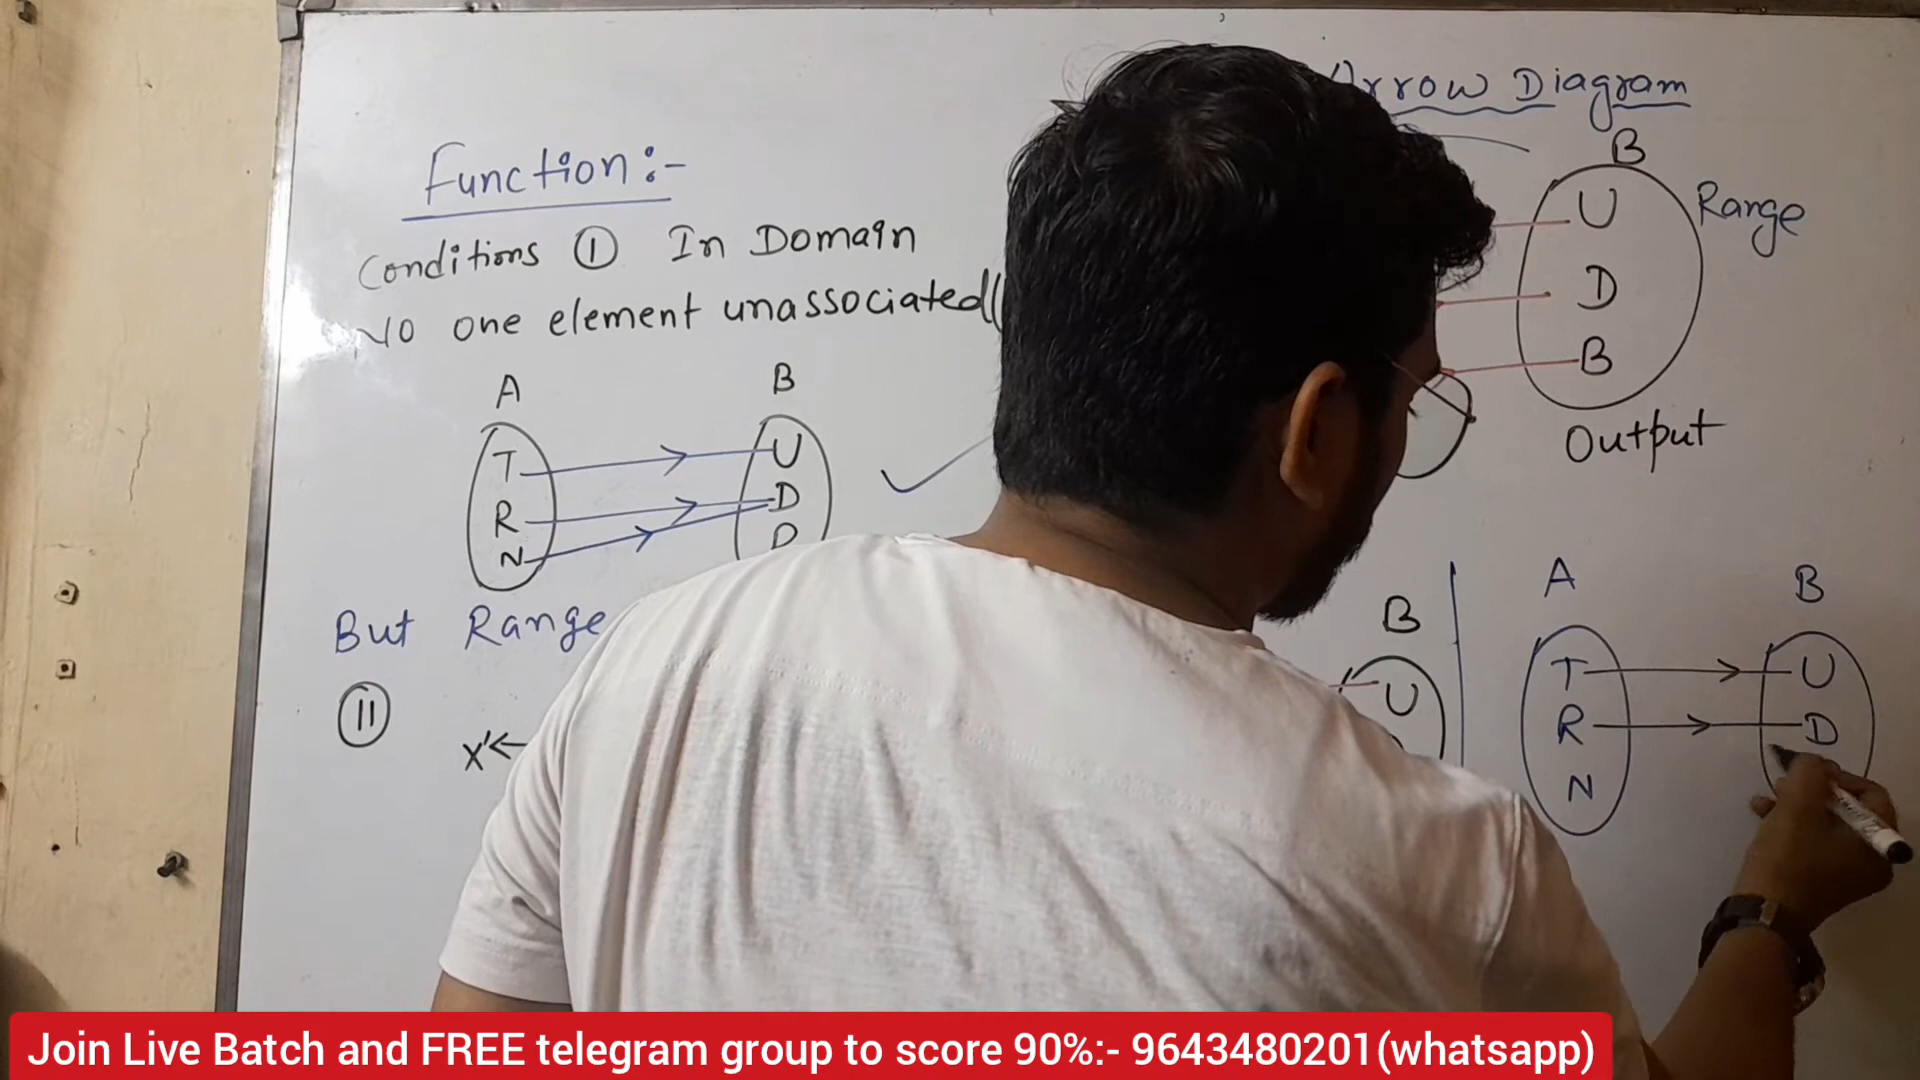 Arrow Diagram
Function:-
Conditions ① In Domain
No one element unassociated(
A B
T U
R D
N
But Range
⑪ x'←
B
U
D
B
Range
Output
B
U
A B
T U
R D
N
Join Live Batch and FREE telegram group to score 90%:- 9643480201(whatsapp)